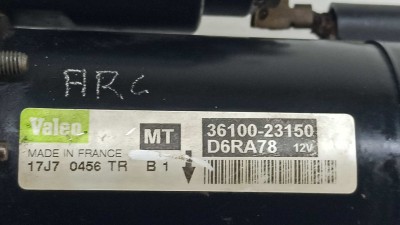 ARC
Valeo MT 36100-23150
D6RA78 12V
MADE IN FRANCE
17J7 0456 TR B 1